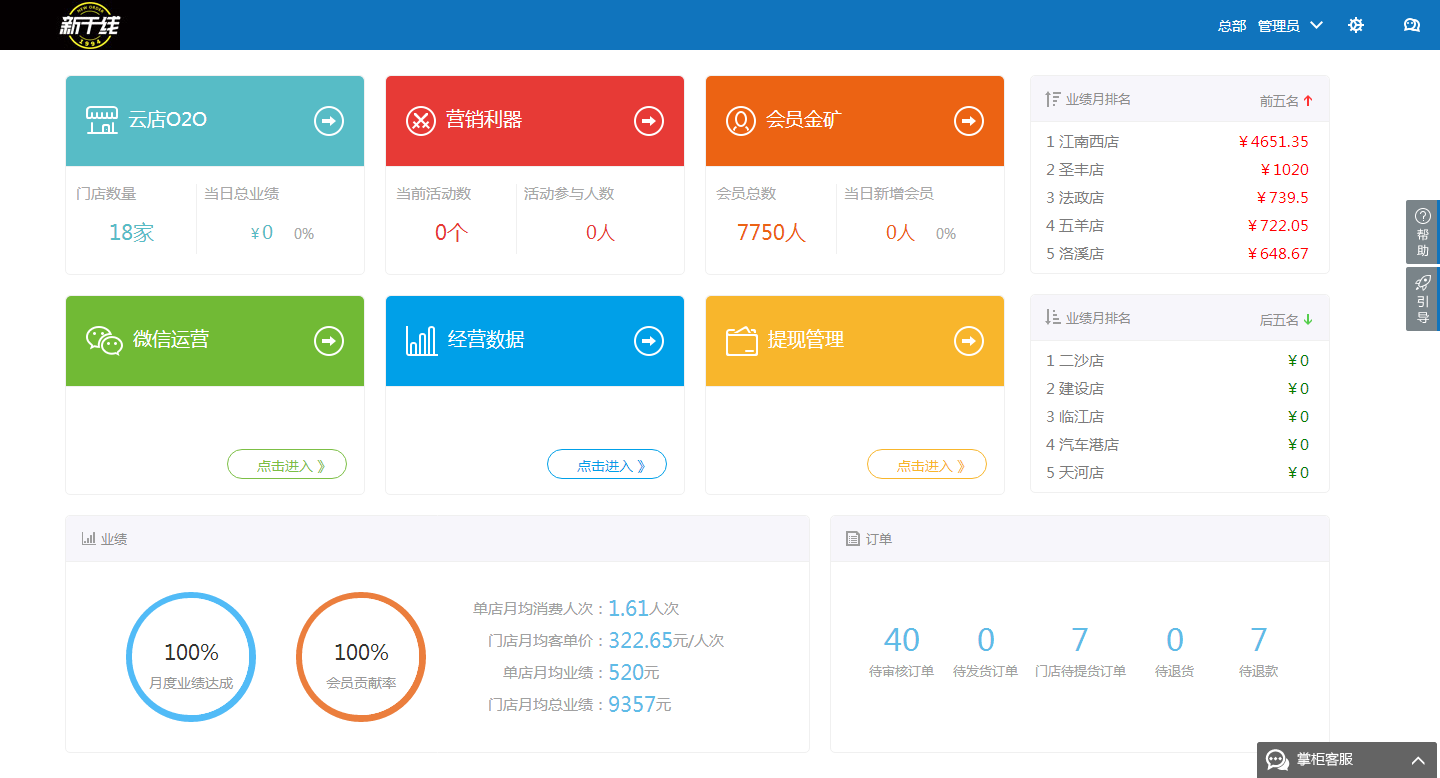 NEW ORDER
新干线
1994
总部 管理员
云店O2O
门店数量
18家
当日总业绩
¥0 0%
营销利器
当前活动数
0个
活动参与人数
0人
会员金矿
会员总数
7750人
当日新增会员
0人 0%
业绩月排名 前五名
1 江南西店 ¥4651.35
2 圣丰店 ¥1020
3 法政店 ¥739.5
4 五羊店 ¥722.05
5 洛溪店 ¥648.67
帮助
引导
微信运营
点击进入 》
经营数据
点击进入 》
提现管理
点击进入 》
业绩月排名 后五名
1 二沙店 ¥0
2 建设店 ¥0
3 临江店 ¥0
4 汽车港店 ¥0
5 天河店 ¥0
业绩
100%
月度业绩达成
100%
会员贡献率
单店月均消费人次：1.61人次
门店月均客单价：322.65元/人次
单店月均业绩：520元
门店月均总业绩：9357元
订单
40
待审核订单
0
待发货订单
7
门店待提货订单
0
待退货
7
待退款
掌柜客服